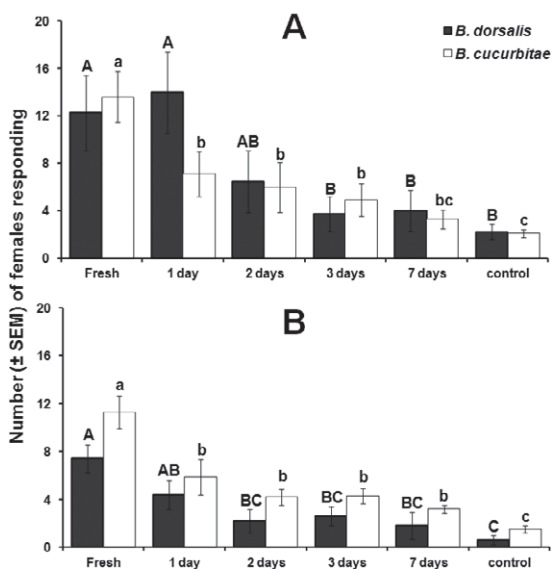 A
B. dorsalis
B. cucurbitae
20
16
12
8
4
0
A a A b AB b B b B bc B c
Fresh 1 day 2 days 3 days 7 days control
Number (± SEM) of females responding
B
20
16
12
8
4
0
A a AB b BC b BC b BC b C c
Fresh 1 day 2 days 3 days 7 days control